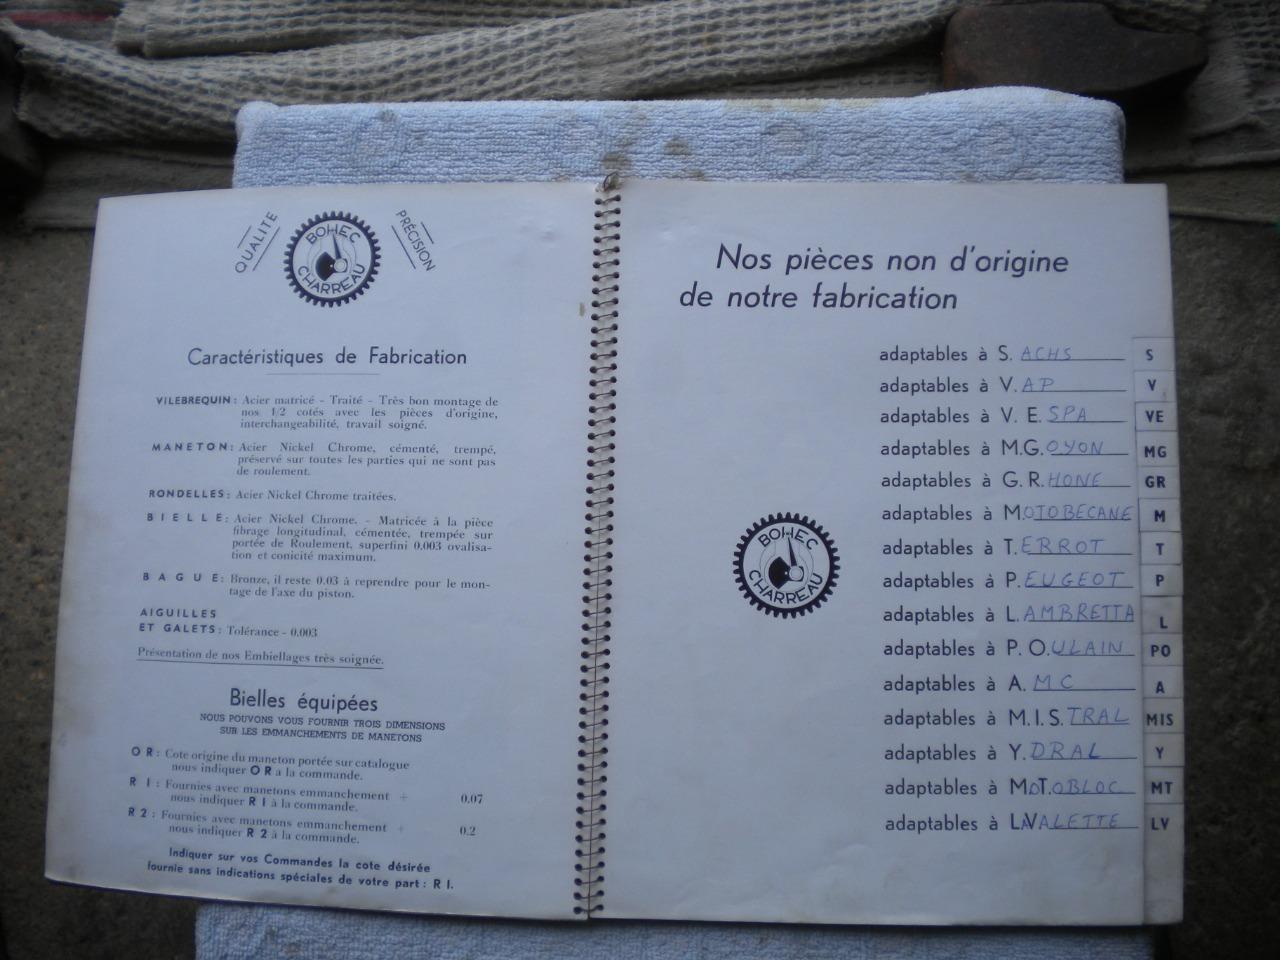 QUALITÉ
BOHEC
CHARREAU
PRÉCISION
Caractéristiques de Fabrication
VILEBREQUIN : Acier matricé - Traité - Très bon montage de
nos 1/2 cotés avec les pièces d'origine,
interchangeabilité, travail soigné.
MANETON : Acier Nickel Chrome, cémenté, trempé,
préservé sur toutes les parties qui ne sont pas
de roulement.
RONDELLES : Acier Nickel Chrome traitées.
BIELLE : Acier Nickel Chrome. - Matricée à la pièce
fibrage longitudinal, cémentée, trempée sur
portée de Roulement, superfini 0.003 ovalisa-
tion et conicité maximum.
BAGUE : Bronze, il reste 0.03 à reprendre pour le mon-
tage de l'axe du piston.
AIGUILLES
ET GALETS : Tolérance - 0.003
Présentation de nos Embiellages très soignée.
Bielles équipées
NOUS POUVONS VOUS FOURNIR TROIS DIMENSIONS
SUR LES EMMANCHEMENTS DE MANETONS
OR : Cote origine du maneton portée sur catalogue
nous indiquer OR a la commande.
R 1 : Fournies avec manetons emmanchement + 0.07
nous indiquer R 1 à la commande.
R 2 : Fournies avec manetons emmanchement + 0.2
nous indiquer R 2 à la commande.
Indiquer sur vos Commandes la cote désirée
fournie sans indications spéciales de votre part : R 1.
Nos pièces non d'origine
de notre fabrication
BOHEC
CHARREAU
adaptables à S. ACHS S
adaptables à V. AP V
adaptables à V. E. SPA VE
adaptables à M.G. OYON MG
adaptables à G. R. HONE GR
adaptables à M. OTOBECANE M
adaptables à T. ERROT T
adaptables à P. EUGEOT P
adaptables à L. AMBRETTA L
adaptables à P. O. ULAIN PO
adaptables à A. MC A
adaptables à M.I.S. TRAL MIS
adaptables à Y. DRAL Y
adaptables à MoT. OBLOC MT
adaptables à LAVALETTE LV